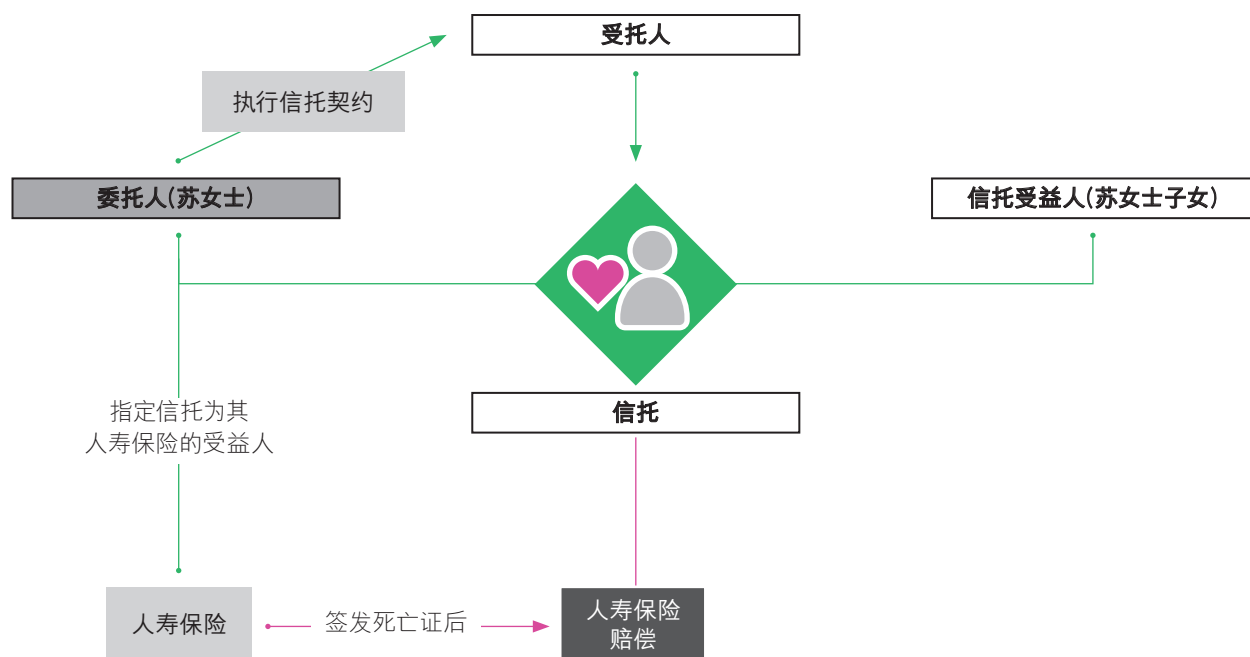 受托人
执行信托契约
委托人(苏女士)
信托受益人(苏女士子女)
信托
指定信托为其
人寿保险的受益人
人寿保险
签发死亡证后
人寿保险
赔偿